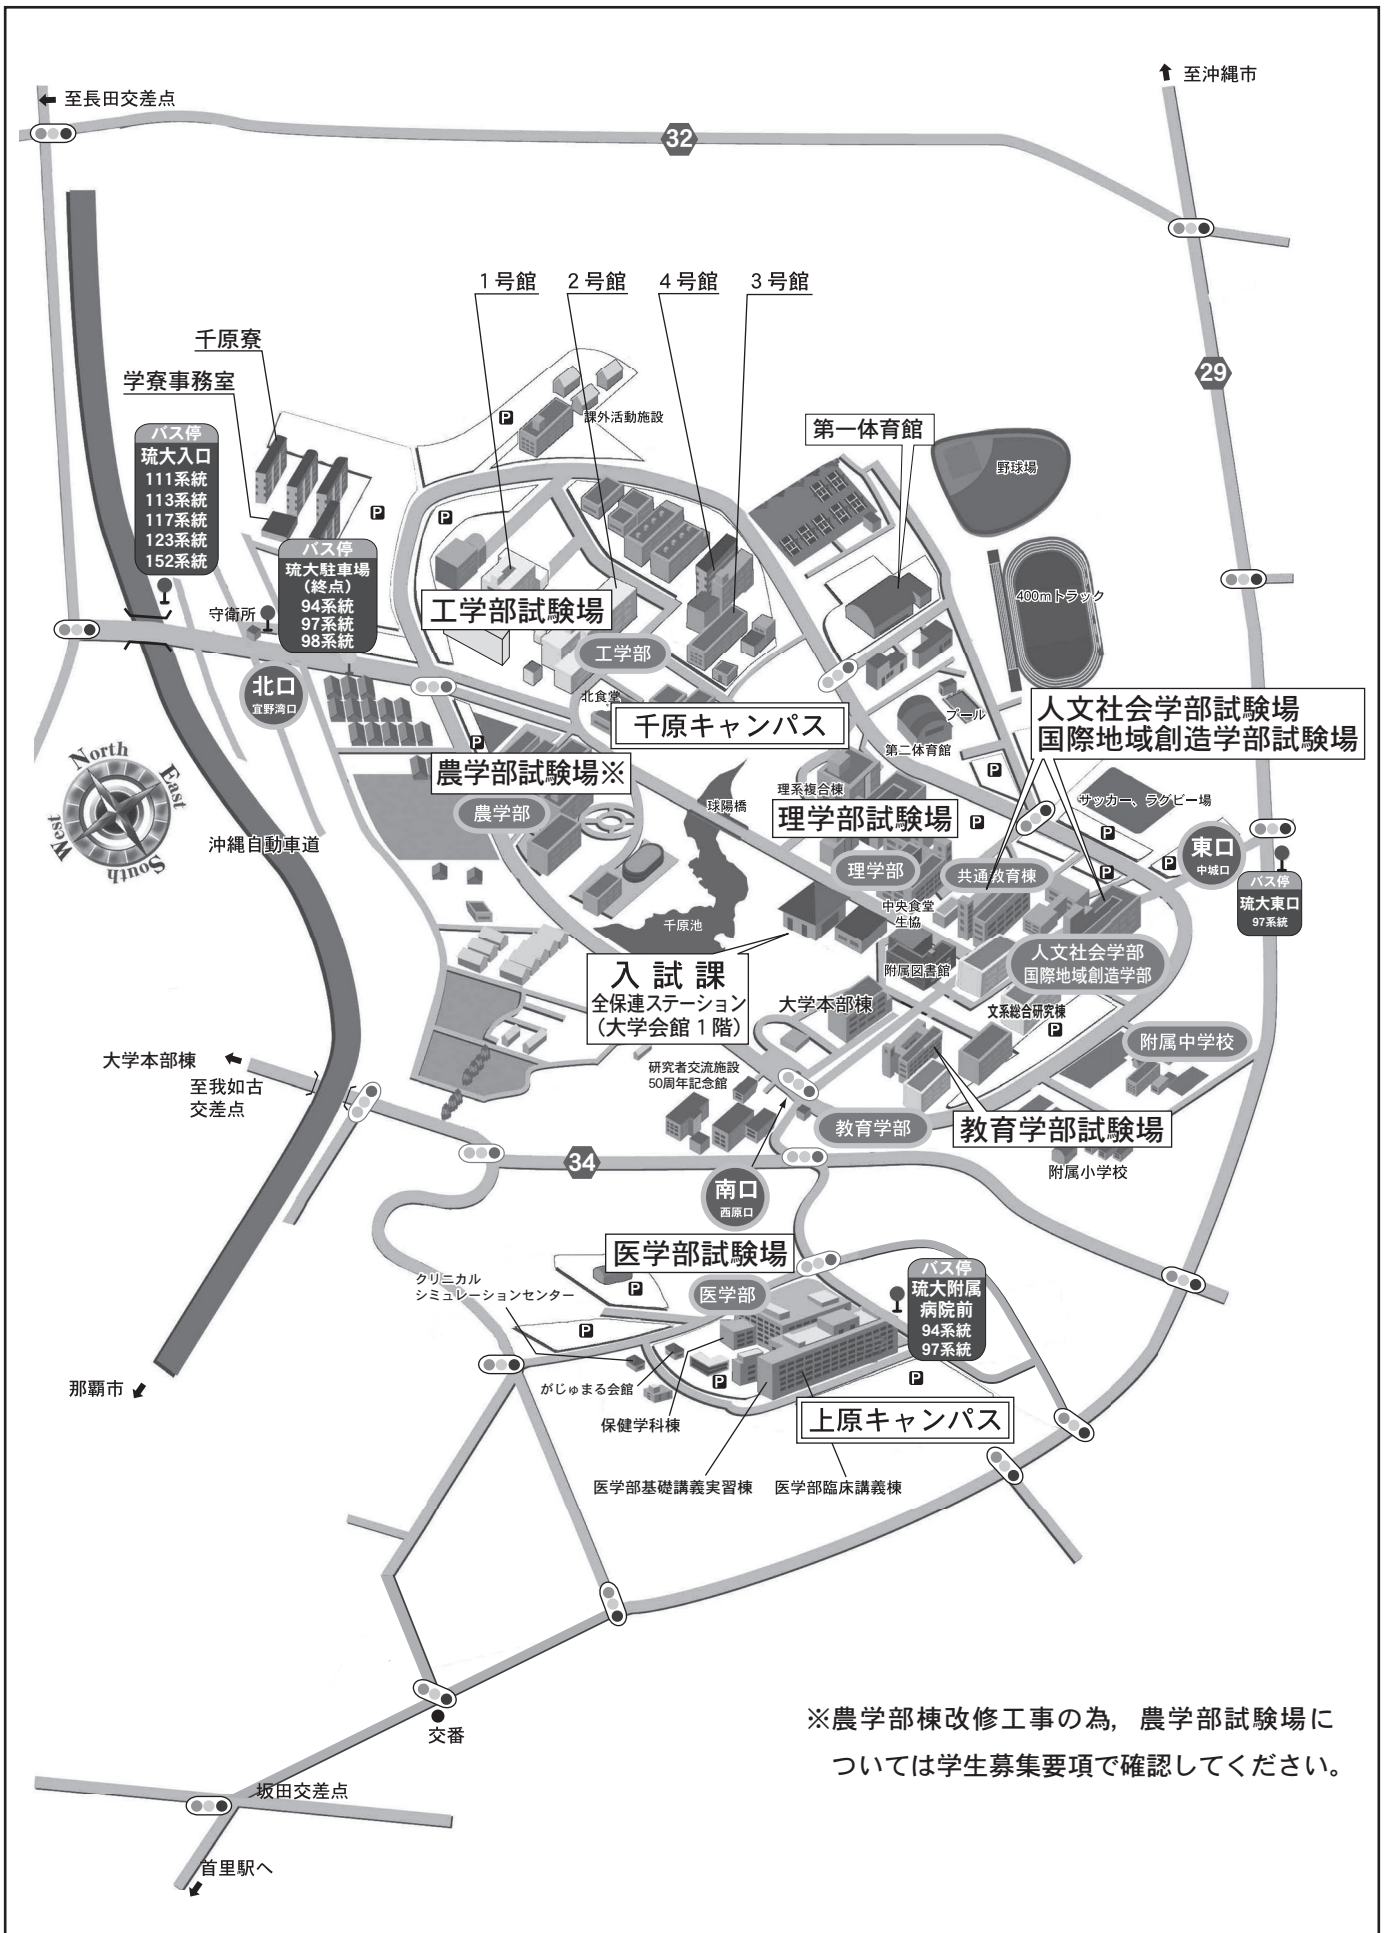 至長田交差点
至沖縄市
32
1号館
2号館
4号館
3号館
千原寮
学寮事務室
29
課外活動施設
第一体育館
バス停
琉大入口
111系統
113系統
117系統
123系統
152系統
野球場
P
P
P
バス停
琉大駐車場
(終点)
94系統
97系統
98系統
守衛所
工学部試験場
400mトラック
工学部
北口
宜野湾口
北食堂
千原キャンパス
プール
第二体育館
人文社会学部試験場
国際地域創造学部試験場
North
East
West
South
P
農学部試験場※
農学部
球陽橋
理系複合棟
理学部試験場
P
P
サッカー、ラグビー場
P
沖縄自動車道
理学部
共通教育棟
P
P
東口
中城口
バス停
琉大東口
97系統
中央食堂
生協
千原池
附属図書館
人文社会学部
国際地域創造学部
入試課
全保連ステーション
(大学会館1階)
大学本部棟
文系総合研究棟
P
附属中学校
大学本部棟
至我如古
交差点
研究者交流施設
50周年記念館
教育学部
教育学部試験場
34
附属小学校
南口
西原口
医学部試験場
クリニカル
シミュレーションセンター
P
医学部
バス停
琉大附属
病院前
94系統
97系統
P
那覇市
がじゅまる会館
P
P
保健学科棟
上原キャンパス
医学部基礎講義実習棟
医学部臨床講義棟
※農学部棟改修工事の為，農学部試験場に
ついては学生募集要項で確認してください。
交番
坂田交差点
首里駅へ